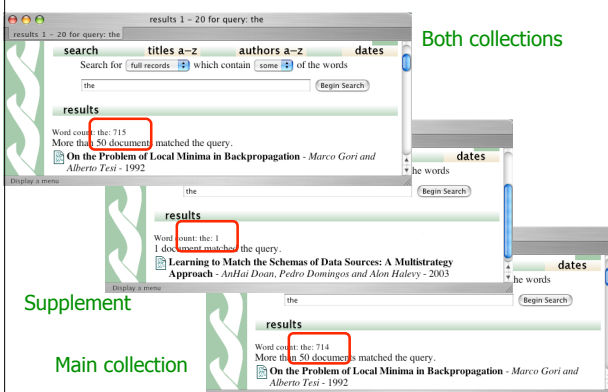 results 1 – 20 for query: the
results 1 – 20 for query: the
search titles a–z authors a–z dates
Search for full records which contain some of the words
the Begin Search
results
Word count: the: 715
More than 50 documents matched the query.
On the Problem of Local Minima in Backpropagation - Marco Gori and
Alberto Tesi - 1992
Display a menu
Both collections
dates
he words
the Begin Search
results
Word count: the: 1
1 document matched the query.
Learning to Match the Schemas of Data Sources: A Multistrategy
Approach - AnHai Doan, Pedro Domingos and Alon Halevy - 2003
Display a menu
Supplement
dates
he words
the Begin Search
results
Word count: the: 714
More than 50 documents matched the query.
On the Problem of Local Minima in Backpropagation - Marco Gori and
Alberto Tesi - 1992
Main collection